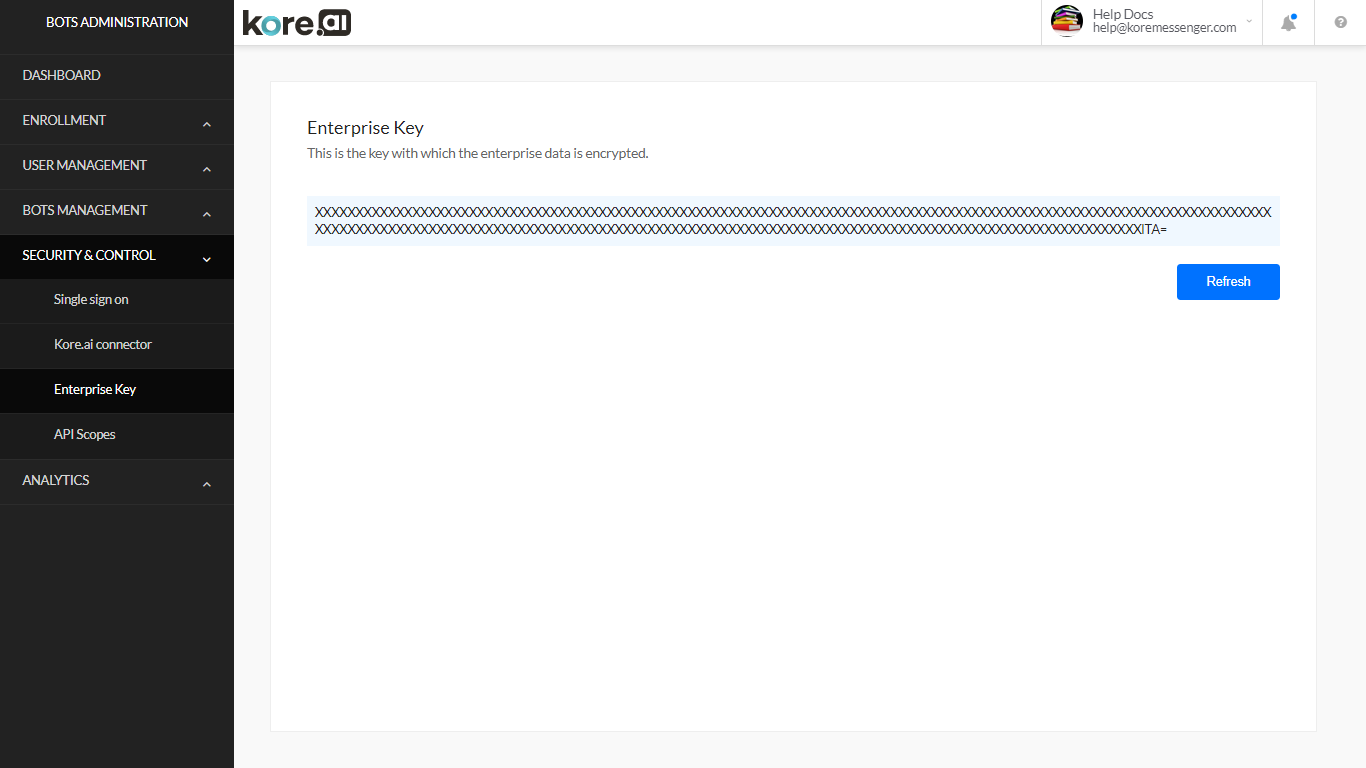 BOTS ADMINISTRATION
kore.ai
Help Docs
help@koremessenger.com
DASHBOARD
ENROLLMENT
USER MANAGEMENT
BOTS MANAGEMENT
SECURITY & CONTROL
Single sign on
Kore.ai connector
Enterprise Key
API Scopes
ANALYTICS
Enterprise Key
This is the key with which the enterprise data is encrypted.
Refresh